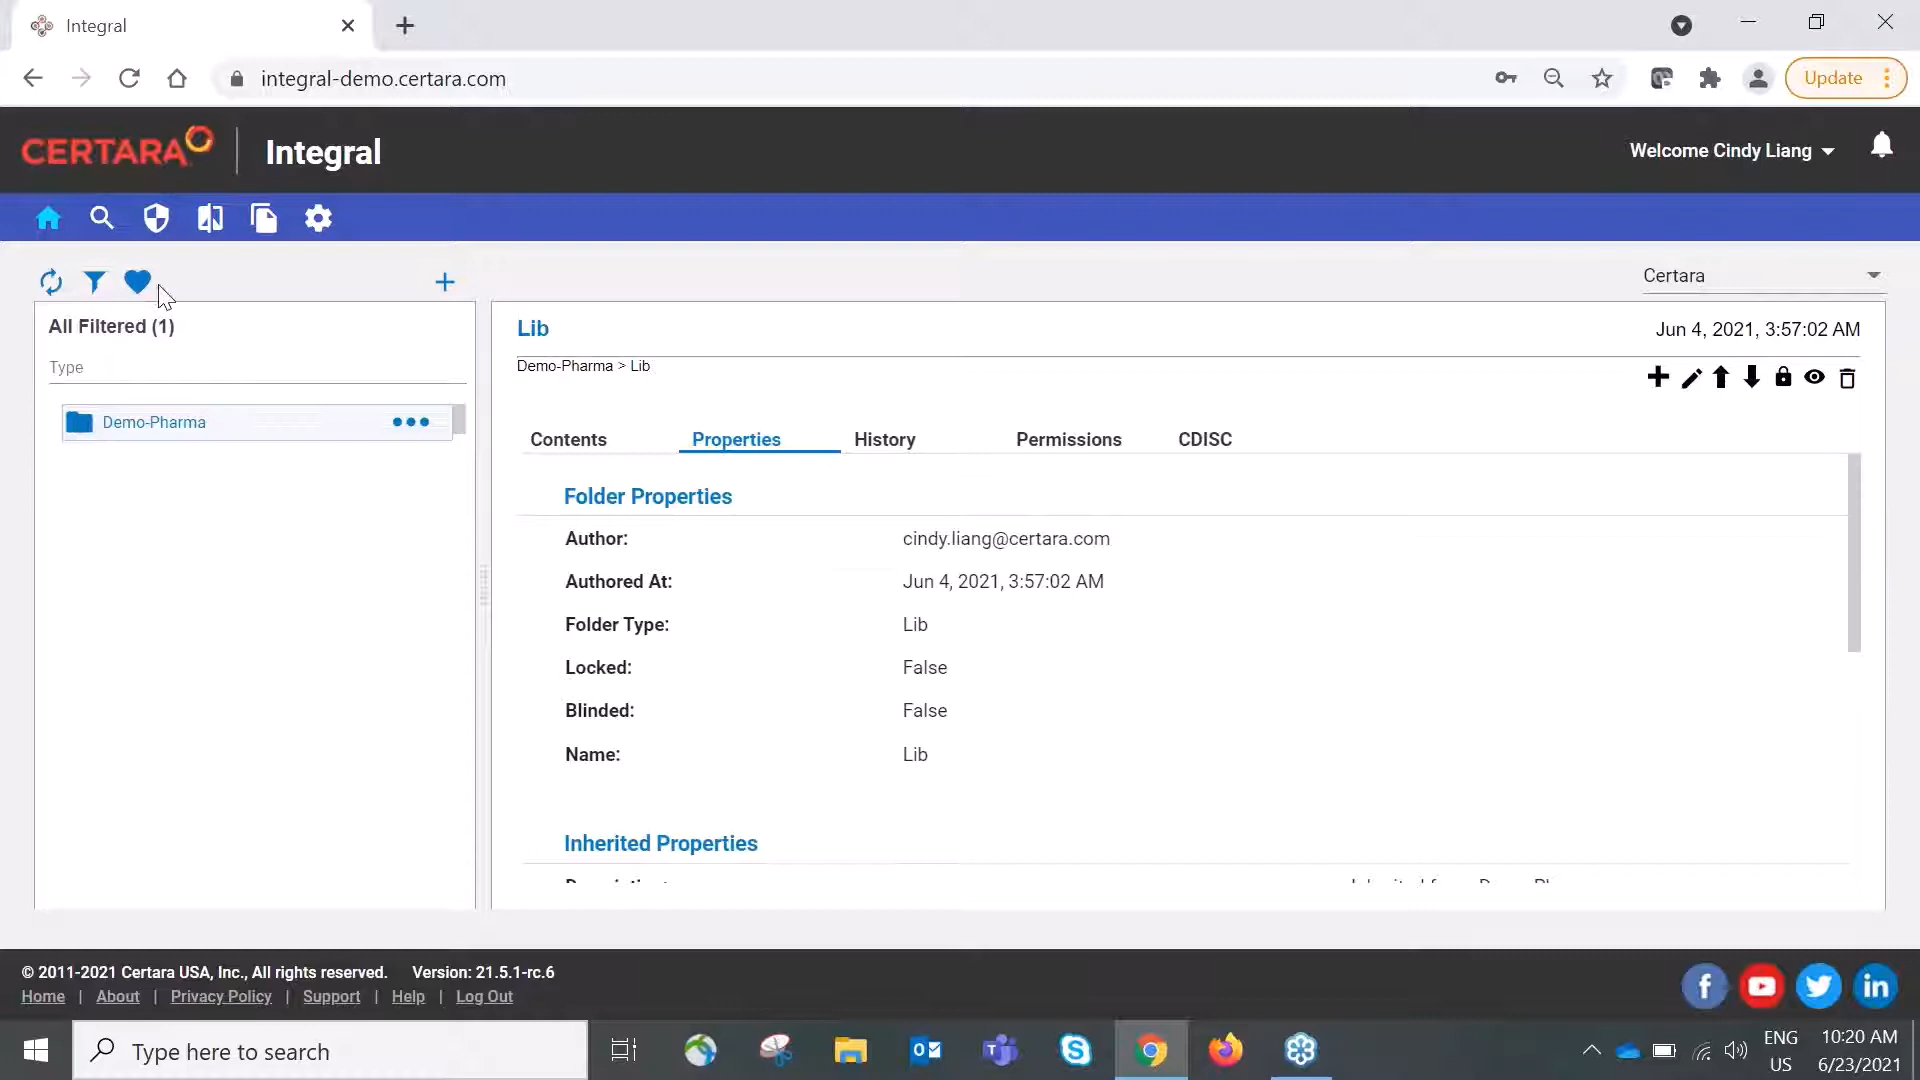 Integral
integral-demo.certara.com
Update
CERTARA
Integral
Welcome Cindy Liang
Certara
All Filtered (1)
Type
Demo-Pharma
Lib
Jun 4, 2021, 3:57:02 AM
Demo-Pharma > Lib
Contents Properties History Permissions CDISC
Folder Properties
Author: cindy.liang@certara.com
Authored At: Jun 4, 2021, 3:57:02 AM
Folder Type: Lib
Locked: False
Blinded: False
Name: Lib
Inherited Properties
© 2011-2021 Certara USA, Inc., All rights reserved. Version: 21.5.1-rc.6
Home | About | Privacy Policy | Support | Help | Log Out
Type here to search
ENG
US
10:20 AM
6/23/2021